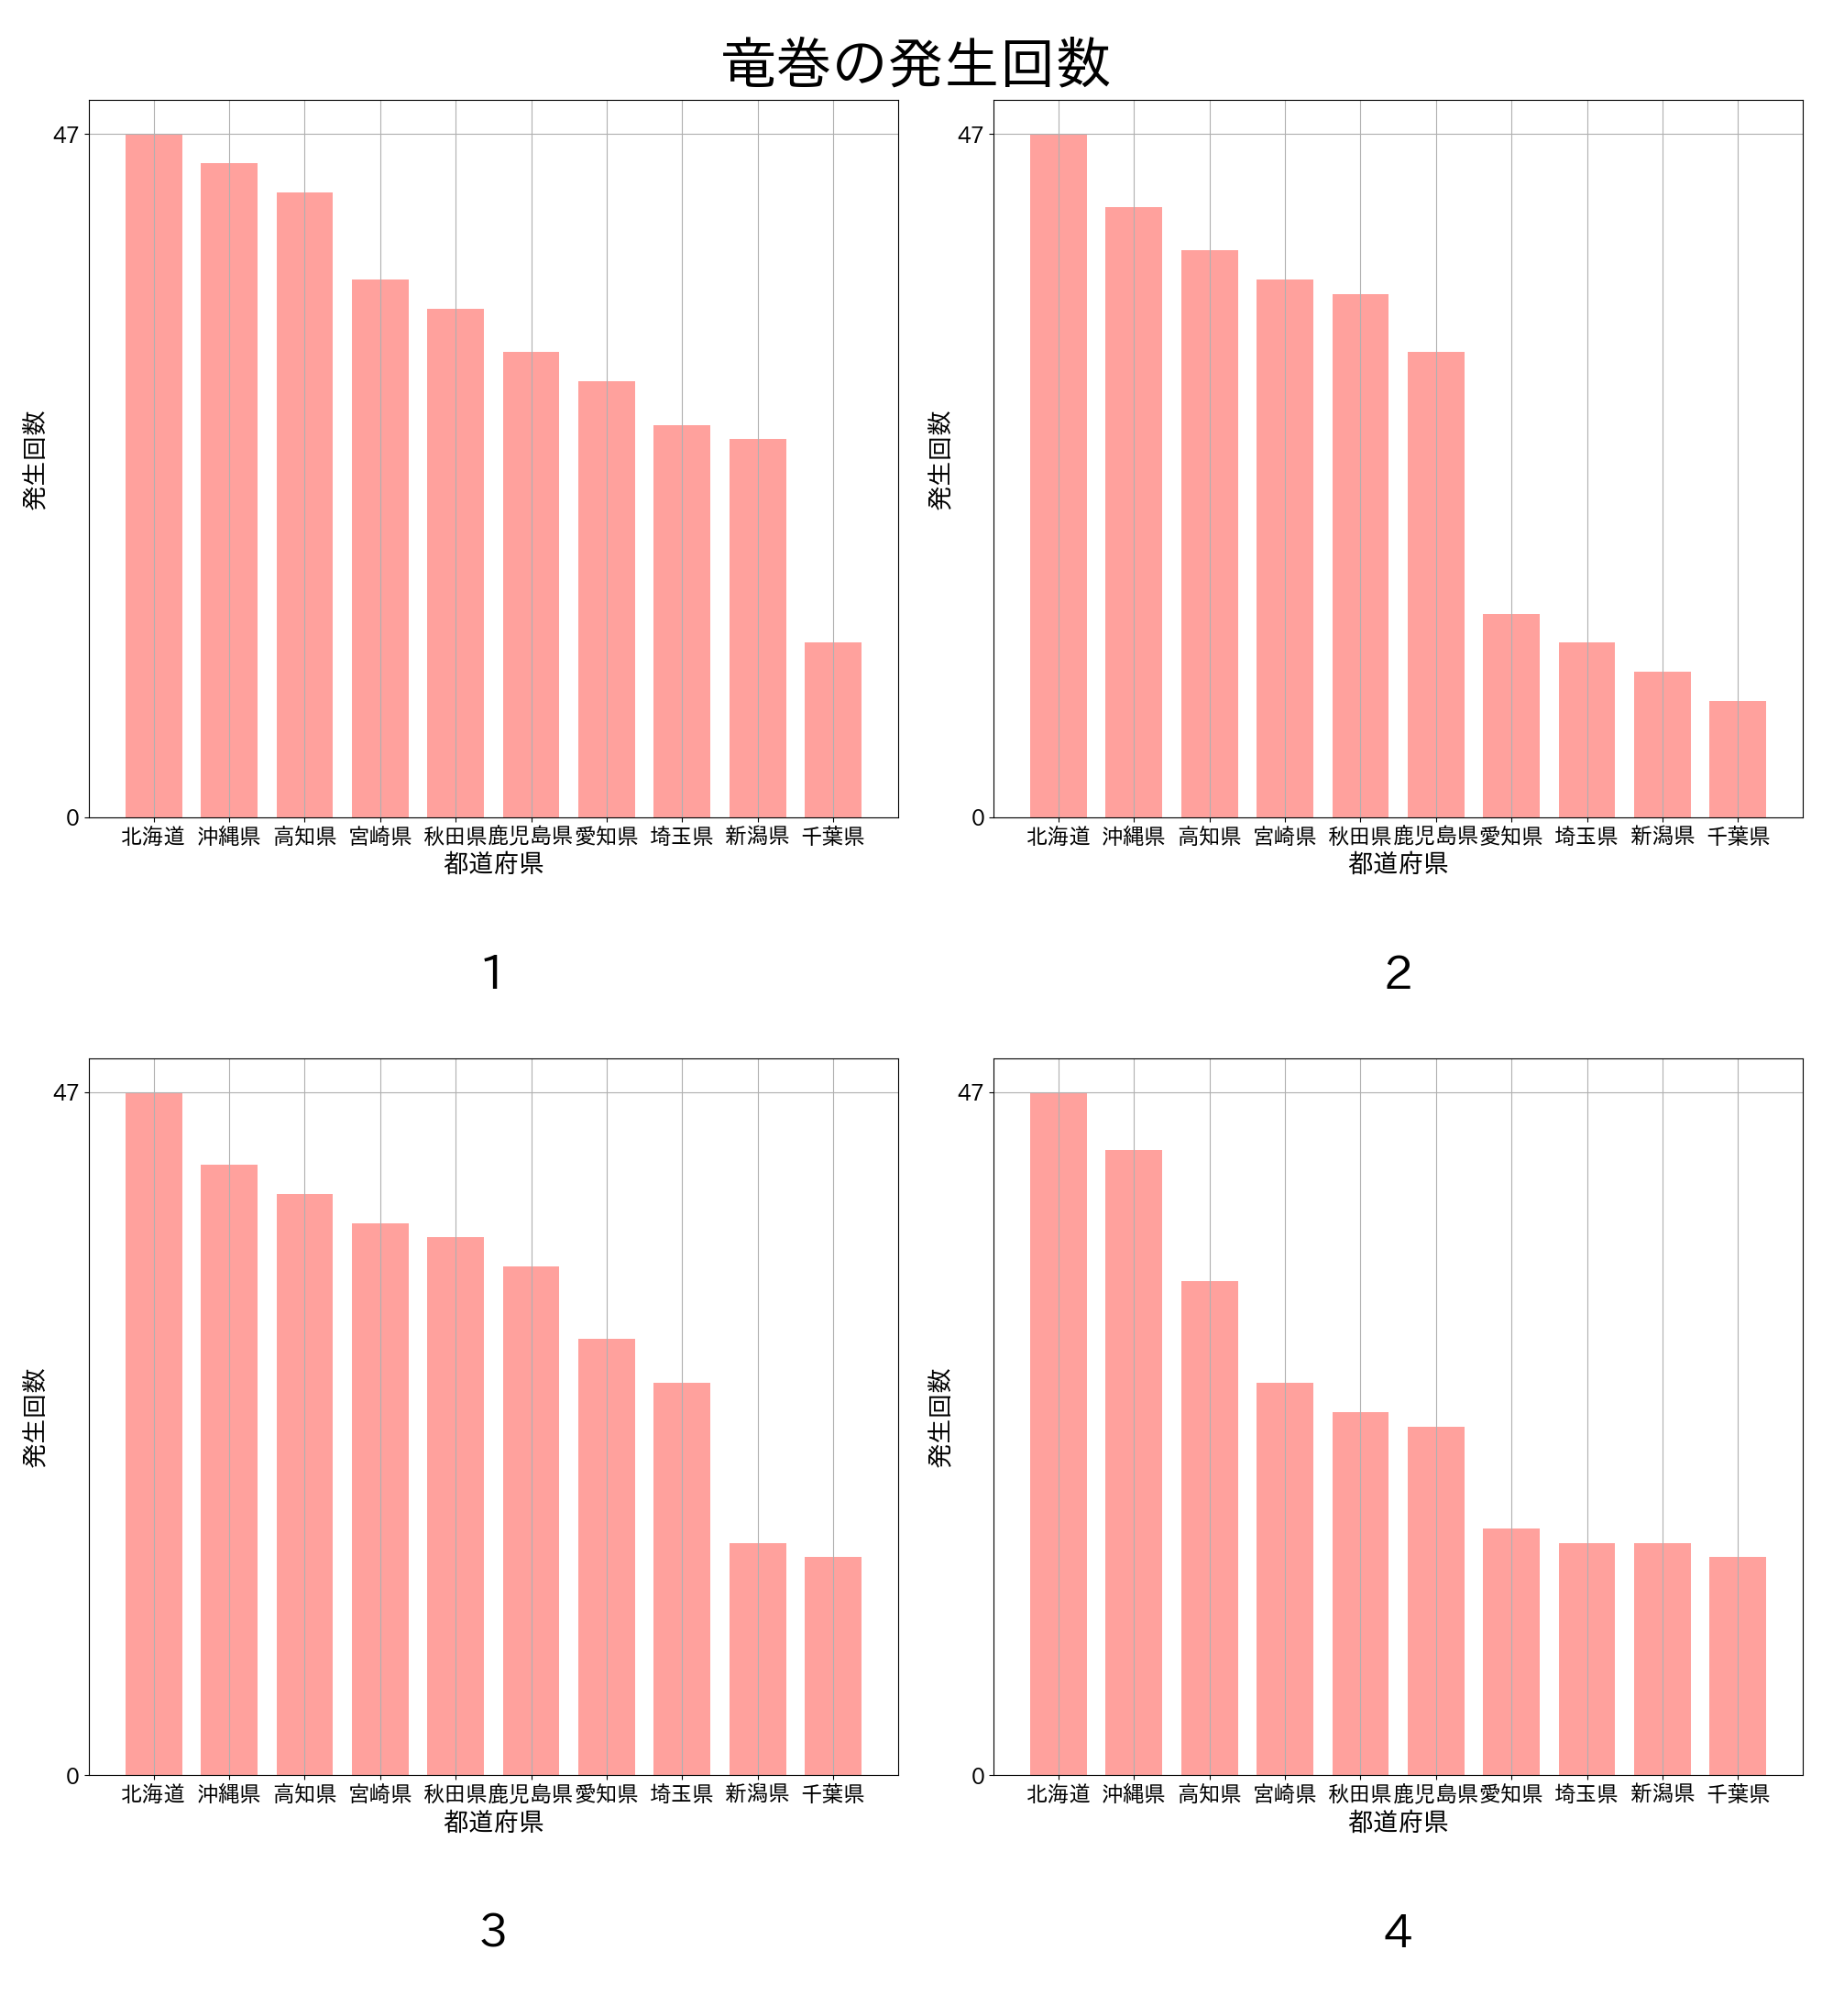 竜巻の発生回数
47
0
発生回数
北海道 沖縄県 高知県 宮崎県 秋田県 鹿児島県 愛知県 埼玉県 新潟県 千葉県
都道府県
1
47
0
発生回数
北海道 沖縄県 高知県 宮崎県 秋田県 鹿児島県 愛知県 埼玉県 新潟県 千葉県
都道府県
2
47
0
発生回数
北海道 沖縄県 高知県 宮崎県 秋田県 鹿児島県 愛知県 埼玉県 新潟県 千葉県
都道府県
3
47
0
発生回数
北海道 沖縄県 高知県 宮崎県 秋田県 鹿児島県 愛知県 埼玉県 新潟県 千葉県
都道府県
4